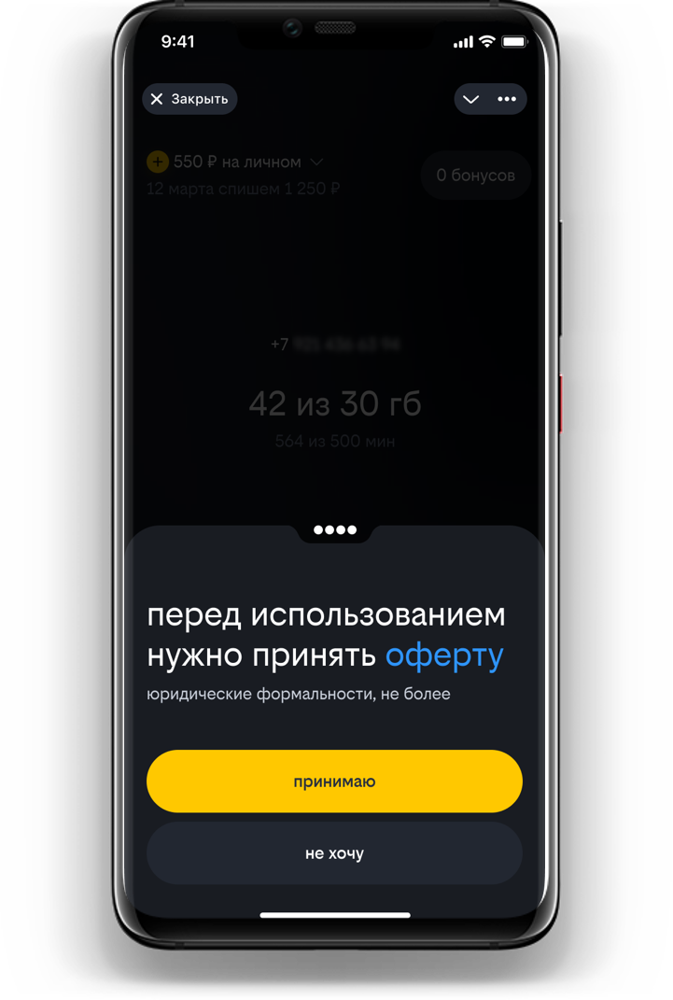 9:41
Закрыть
550 ₽ на личном
12 марта спишем 1 250 ₽
0 бонусов
+7
42 из 30 гб
564 из 500 мин
перед использованием
нужно принять оферту
юридические формальности, не более
принимаю
не хочу